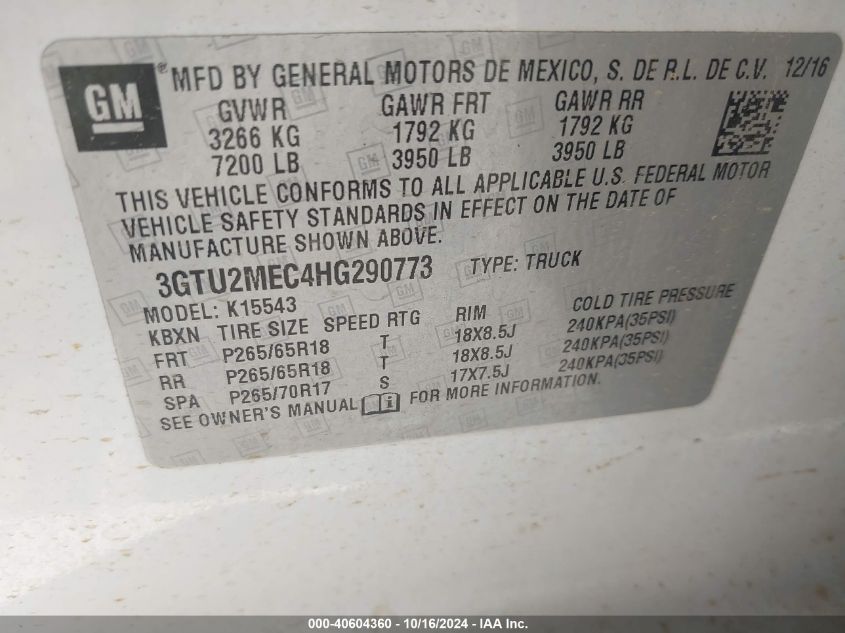 GM ® MFD BY GENERAL MOTORS DE MEXICO, S. DE R.L. DE C.V. 12/16
GVWR GAWR FRT GAWR RR
3266 KG 1792 KG 1792 KG
7200 LB 3950 LB 3950 LB
THIS VEHICLE CONFORMS TO ALL APPLICABLE U.S. FEDERAL MOTOR
VEHICLE SAFETY STANDARDS IN EFFECT ON THE DATE OF
MANUFACTURE SHOWN ABOVE.
3GTU2MEC4HG290773 TYPE: TRUCK
MODEL: K15543
KBXN TIRE SIZE SPEED RTG RIM COLD TIRE PRESSURE
FRT P265/65R18 T 18X8.5J 240KPA(35PSI)
RR P265/65R18 T 18X8.5J 240KPA(35PSI)
SPA P265/70R17 S 17X7.5J 240KPA(35PSI)
SEE OWNER'S MANUAL FOR MORE INFORMATION.
000-40604360 - 10/16/2024 - IAA Inc.